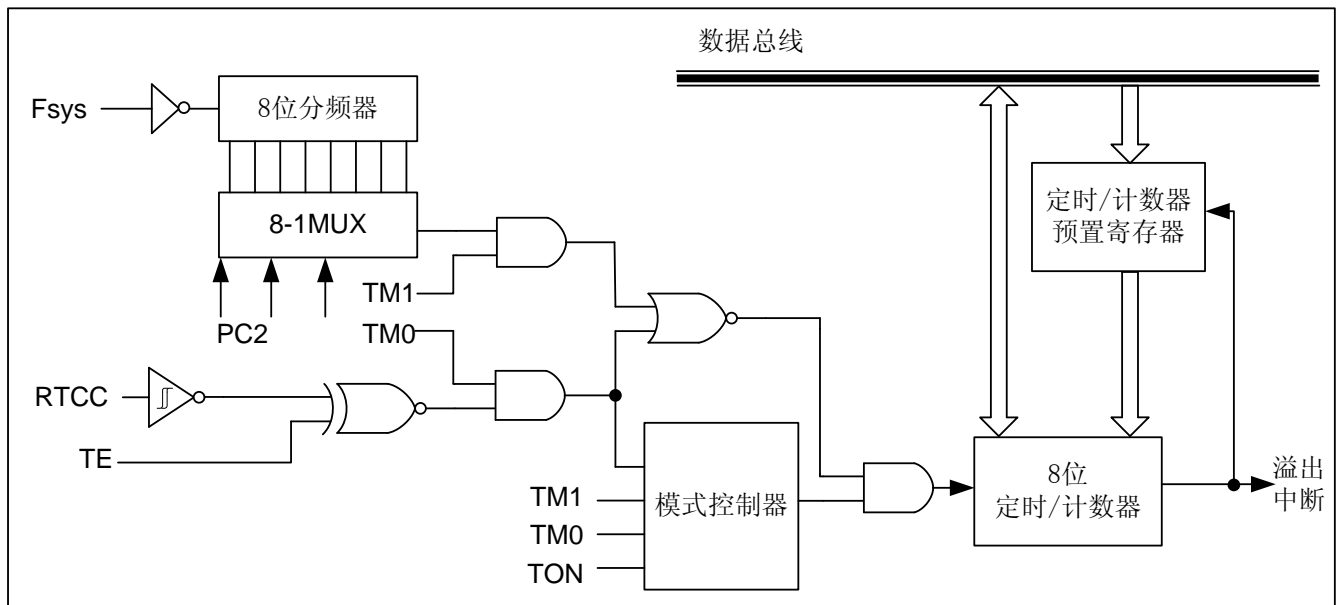 数据总线
Fsys
8位分频器
8-1MUX
定时/计数器
预置寄存器
TM1
PC2
TM0
RTCC
TE
8位
定时/计数器
溢出
中断
模式控制器
TM1
TM0
TON